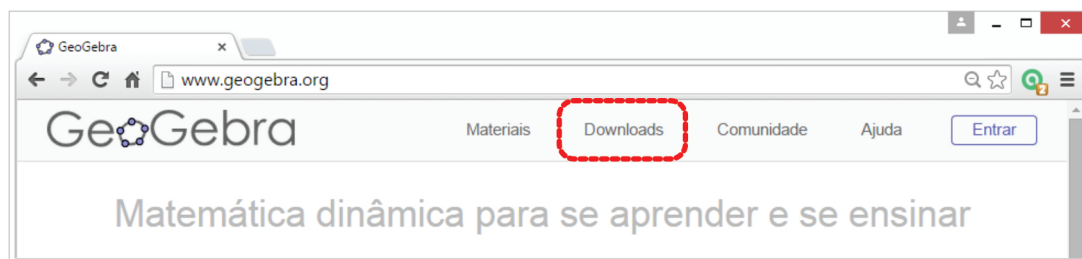 GeoGebra
www.geogebra.org
GeoGebra Materiais Downloads Comunidade Ajuda Entrar
Matemática dinâmica para se aprender e se ensinar